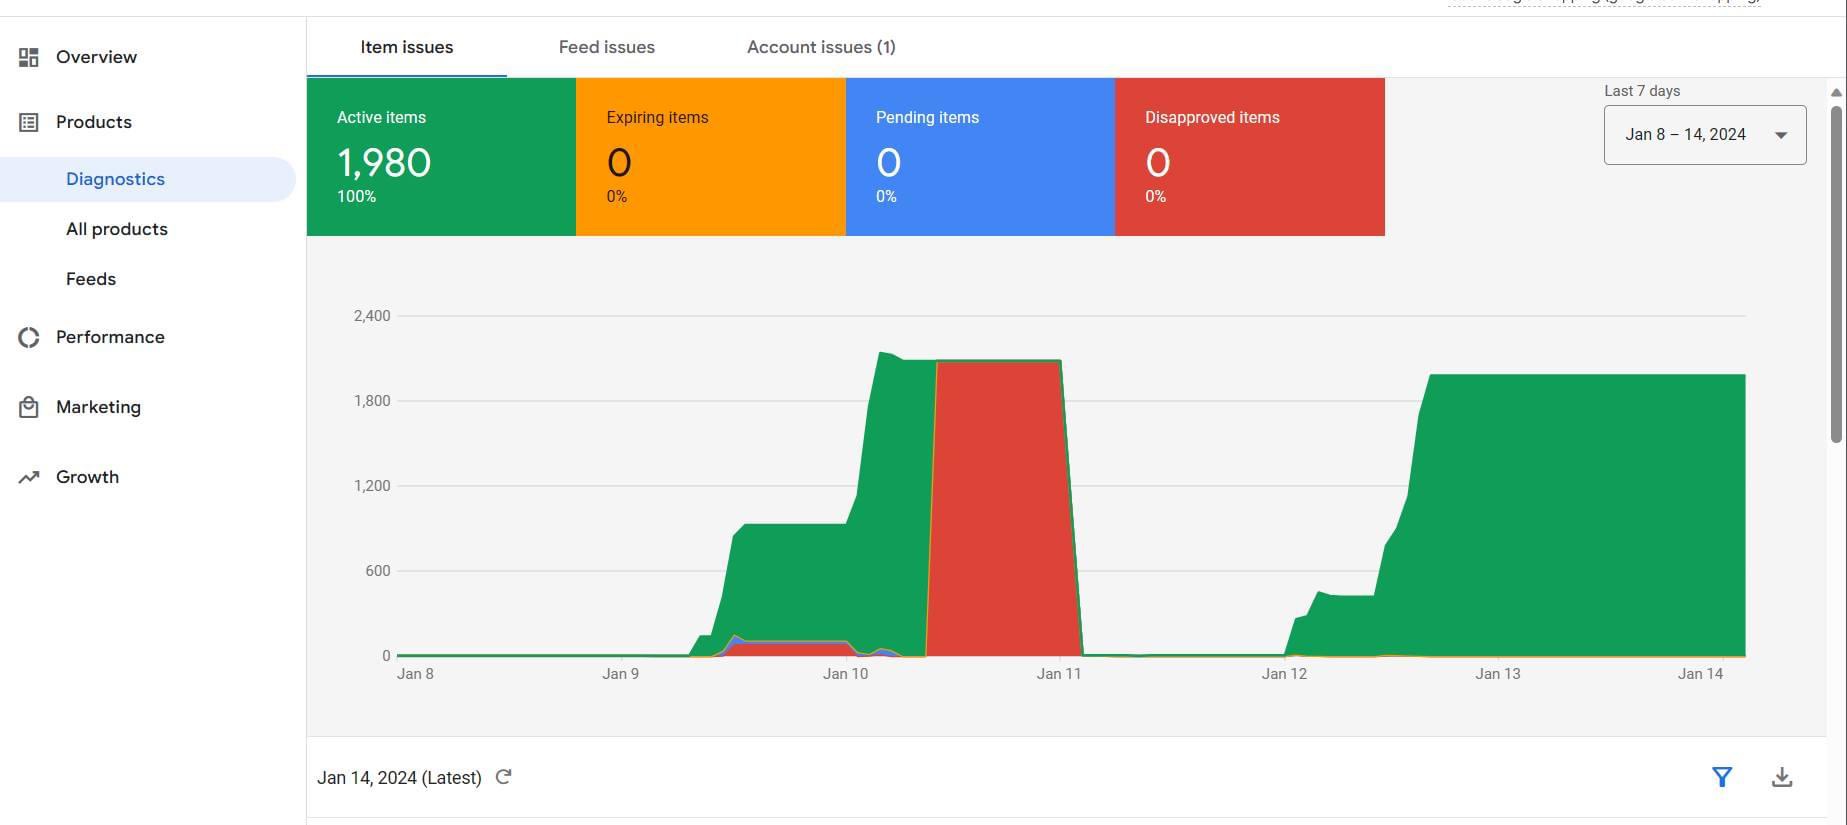 Overview
Products
Diagnostics
All products
Feeds
Performance
Marketing
Growth
Item issues
Feed issues
Account issues (1)
Active items
1,980
100%
Expiring items
0
0%
Pending items
0
0%
Disapproved items
0
0%
Last 7 days
Jan 8 – 14, 2024
2,400
1,800
1,200
600
0
Jan 8
Jan 9
Jan 10
Jan 11
Jan 12
Jan 13
Jan 14
Jan 14, 2024 (Latest)